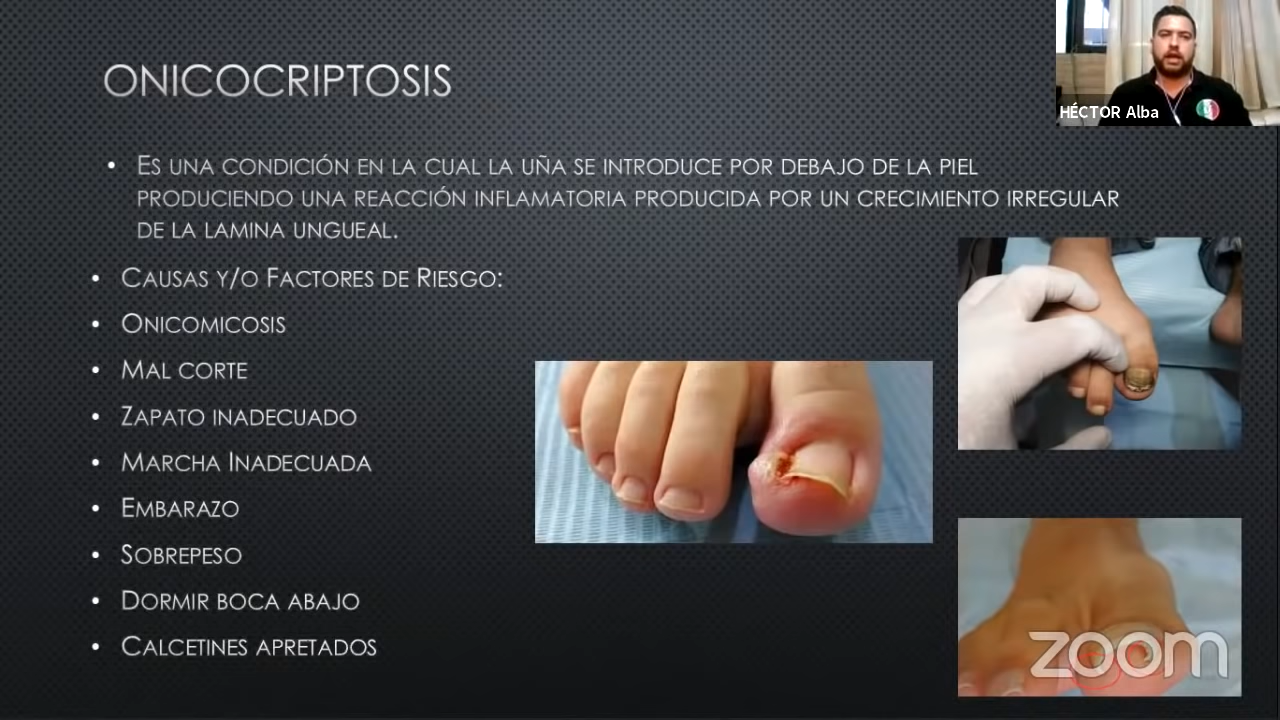 ONICOCRIPTOSIS
HÉCTOR Alba
• ES UNA CONDICIÓN EN LA CUAL LA UÑA SE INTRODUCE POR DEBAJO DE LA PIEL
PRODUCIENDO UNA REACCIÓN INFLAMATORIA PRODUCIDA POR UN CRECIMIENTO IRREGULAR
DE LA LAMINA UNGUEAL.
• CAUSAS Y/O FACTORES DE RIESGO:
• ONICOMICOSIS
• MAL CORTE
• ZAPATO INADECUADO
• MARCHA INADECUADA
• EMBARAZO
• SOBREPESO
• DORMIR BOCA ABAJO
• CALCETINES APRETADOS
zoom